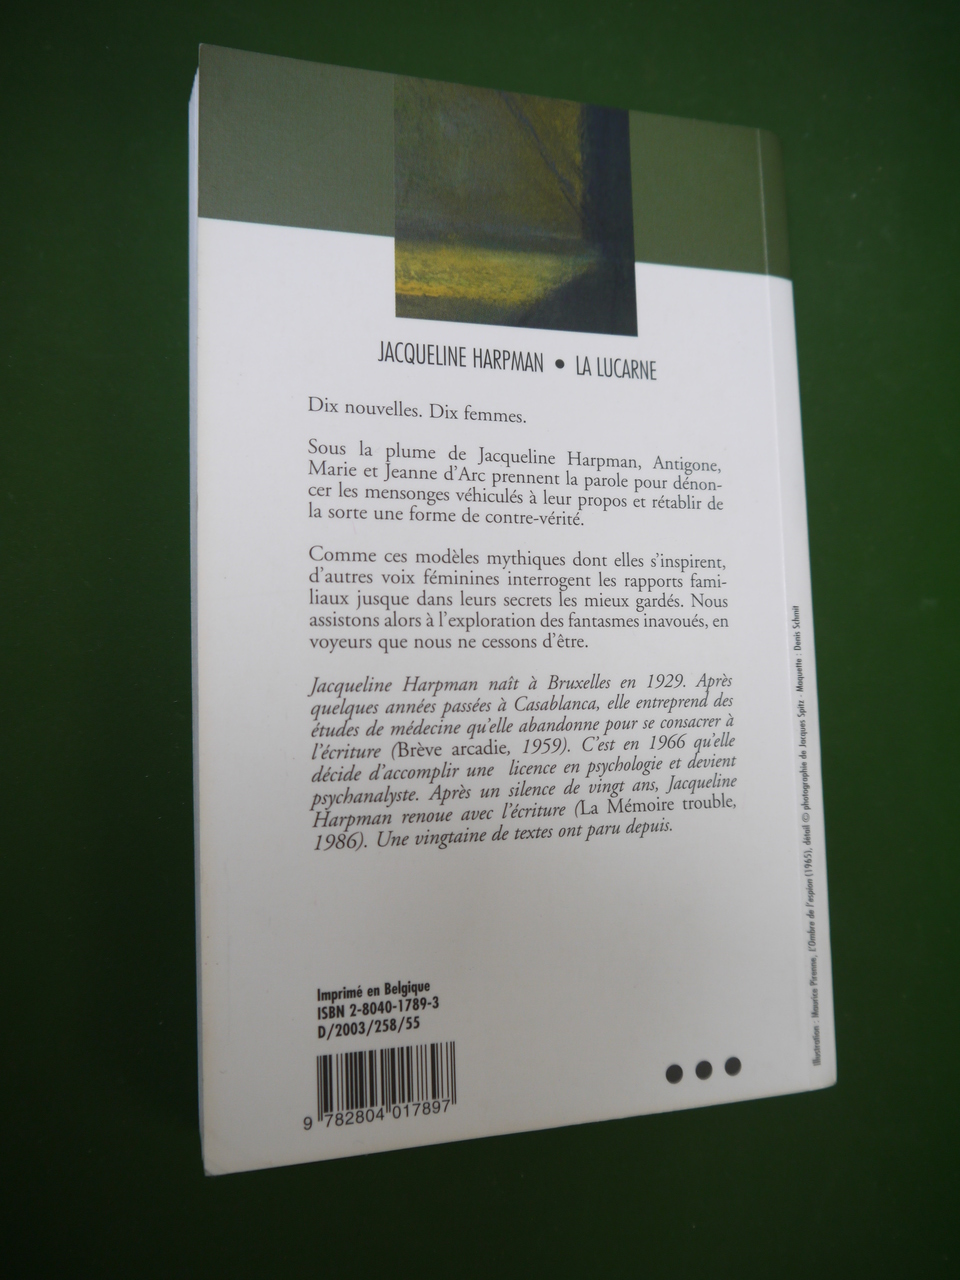 JACQUELINE HARPMAN • LA LUCARNE
Dix nouvelles. Dix femmes.
Sous la plume de Jacqueline Harpman, Antigone,
Marie et Jeanne d'Arc prennent la parole pour dénon-
cer les mensonges véhiculés à leur propos et rétablir de
la sorte une forme de contre-vérité.
Comme ces modèles mythiques dont elles s'inspirent,
d'autres voix féminines interrogent les rapports fami-
liaux jusque dans leurs secrets les mieux gardés. Nous
assistons alors à l'exploration des fantasmes inavoués, en
voyeurs que nous ne cessons d'être.
Jacqueline Harpman naît à Bruxelles en 1929. Après
quelques années passées à Casablanca, elle entreprend des
études de médecine qu'elle abandonne pour se consacrer à
l'écriture (Brève arcadie, 1959). C'est en 1966 qu'elle
décide d'accomplir une licence en psychologie et devient
psychanalyste. Après un silence de vingt ans, Jacqueline
Harpman renoue avec l'écriture (La Mémoire trouble,
1986). Une vingtaine de textes ont paru depuis.
Imprimé en Belgique
ISBN 2-8040-1789-3
D/2003/258/55
9 782804 017897
Illustration : Maurice Pirenne, L'Ombre de l'espion (1965), détail © photographie de Jacques Spitz - Maquette : Denis Schmit